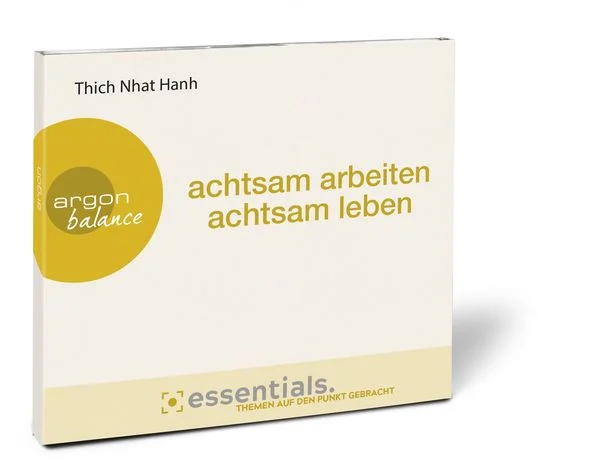 Thich Nhat Hanh
argon
argon
balance
achtsam arbeiten
achtsam leben
essentials.
THEMEN AUF DEN PUNKT GEBRACHT